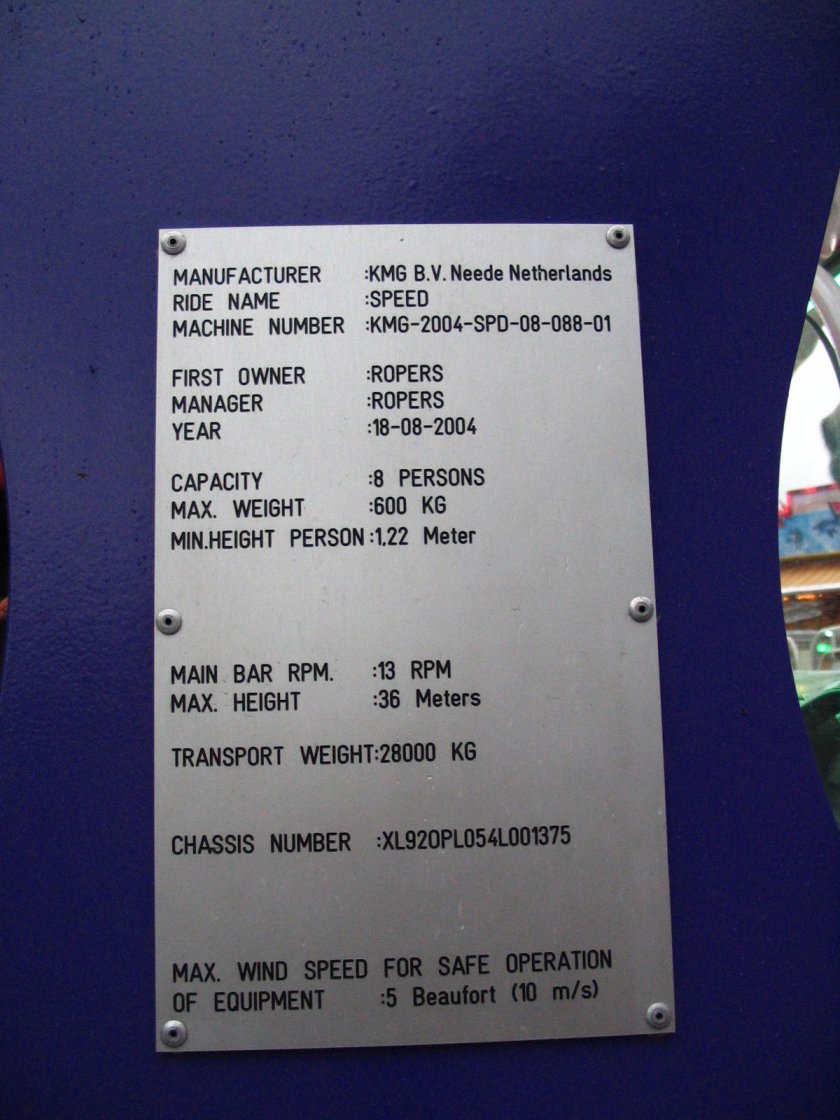 MANUFACTURER :KMG B.V. Neede Netherlands
RIDE NAME :SPEED
MACHINE NUMBER :KMG-2004-SPD-08-088-01
FIRST OWNER :ROPERS
MANAGER :ROPERS
YEAR :18-08-2004
CAPACITY :8 PERSONS
MAX. WEIGHT :600 KG
MIN.HEIGHT PERSON :1,22 Meter
MAIN BAR RPM. :13 RPM
MAX. HEIGHT :36 Meters
TRANSPORT WEIGHT:28000 KG
CHASSIS NUMBER :XL920PL054L001375
MAX. WIND SPEED FOR SAFE OPERATION
OF EQUIPMENT :5 Beaufort (10 m/s)